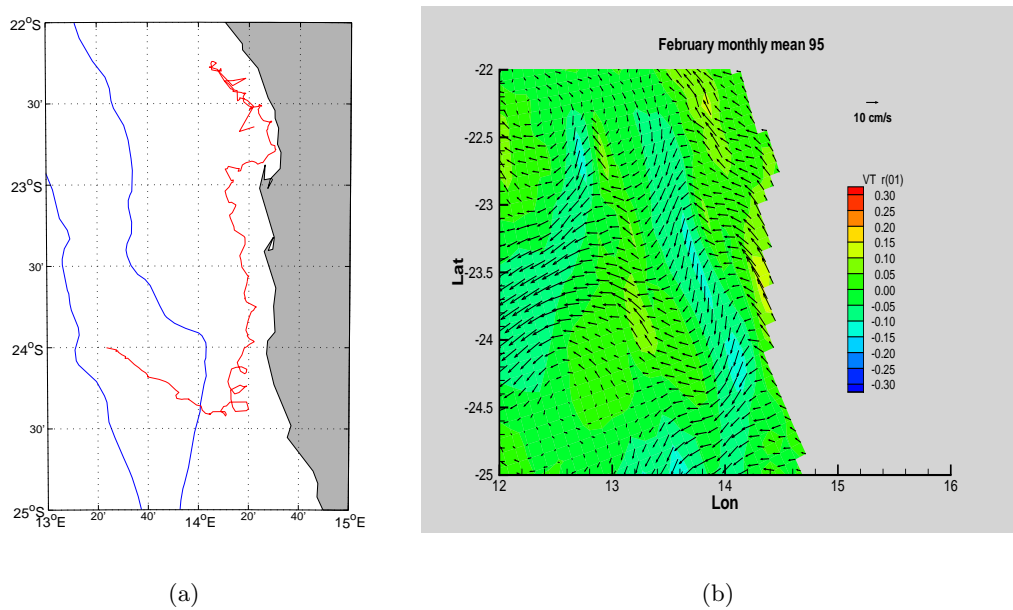 22°S
30'
23°S
30'
24°S
30'
25°S
13°E
20'
40'
14°E
20'
40'
15°E
(a)
February monthly mean 95
10 cm/s
VT r(01)
0.30
0.25
0.20
0.15
0.10
0.05
0.00
-0.05
-0.10
-0.15
-0.20
-0.25
-0.30
Lat
-22
-22.5
-23
-23.5
-24
-24.5
-25
12
13
14
15
16
Lon
(b)